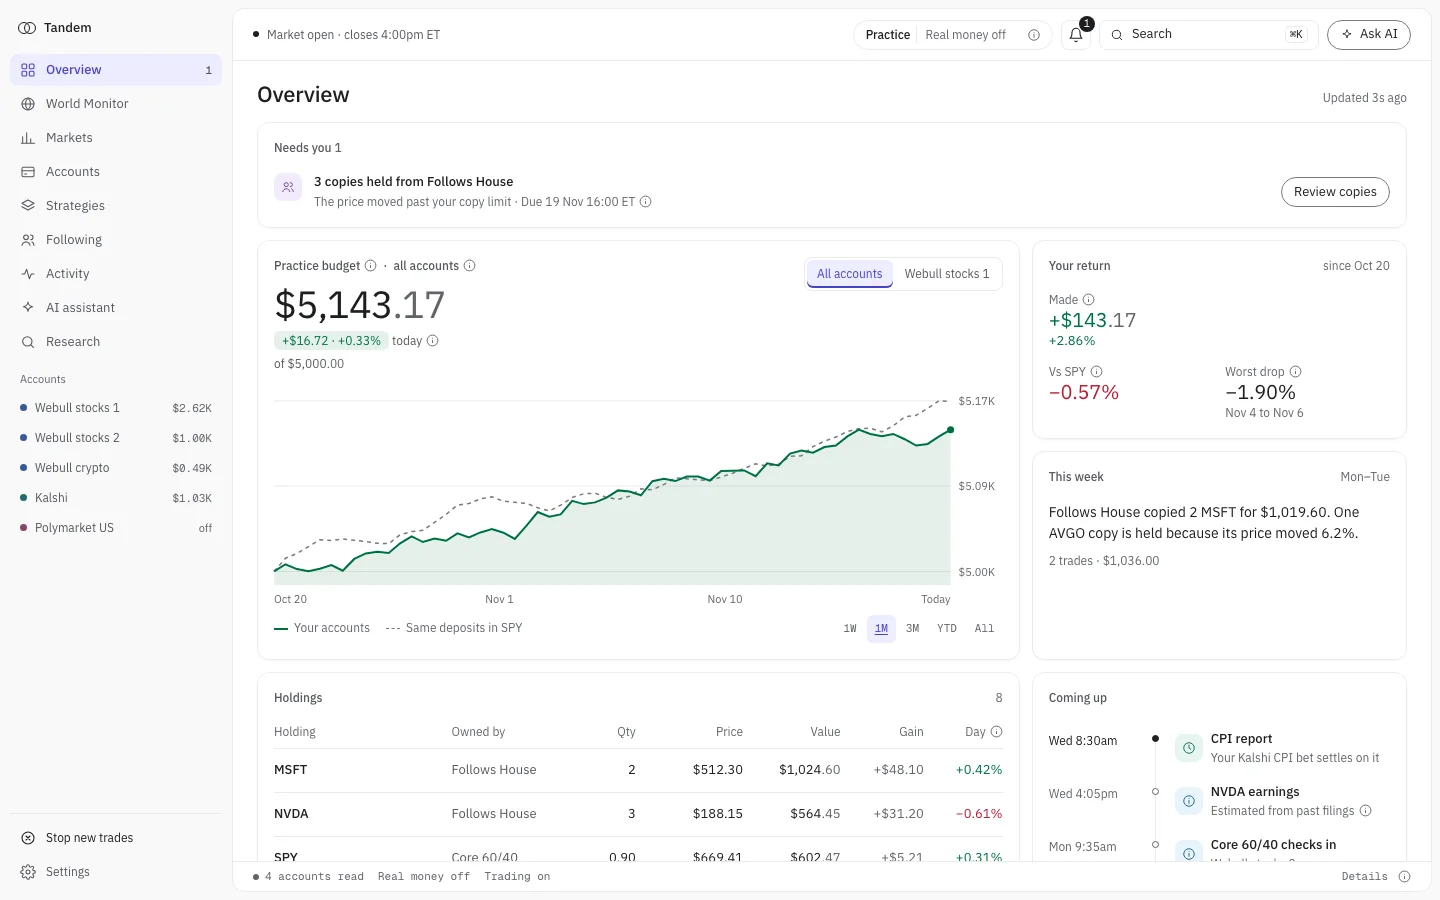 Tandem
Overview 1
World Monitor
Markets
Accounts
Strategies
Following
Activity
AI assistant
Research
Accounts
Webull stocks 1 $2.62K
Webull stocks 2 $1.00K
Webull crypto $0.49K
Kalshi $1.03K
Polymarket US off
Stop new trades
Settings
Market open · closes 4:00pm ET
Practice Real money off
1
Search ⌘K
Ask AI
Overview
Updated 3s ago
Needs you 1
3 copies held from Follows House
The price moved past your copy limit · Due 19 Nov 16:00 ET
Review copies
Practice budget · all accounts
All accounts Webull stocks 1
$5,143.17
+$16.72 · +0.33% today
of $5,000.00
$5.17K
$5.09K
$5.00K
Oct 20 Nov 1 Nov 10 Today
Your accounts Same deposits in SPY
1W 1M 3M YTD All
Your return since Oct 20
Made
+$143.17
+2.86%
Vs SPY Worst drop
−0.57% −1.90%
Nov 4 to Nov 6
This week Mon–Tue
Follows House copied 2 MSFT for $1,019.60. One
AVGO copy is held because its price moved 6.2%.
2 trades · $1,036.00
Holdings 8
Holding Owned by Qty Price Value Gain Day
MSFT Follows House 2 $512.30 $1,024.60 +$48.10 +0.42%
NVDA Follows House 3 $188.15 $564.45 +$31.20 −0.61%
SPY Core 60/40 0.90 $669.41 $602.47 +$5.21 +0.31%
Coming up
Wed 8:30am CPI report
Your Kalshi CPI bet settles on it
Wed 4:05pm NVDA earnings
Estimated from past filings
Mon 9:35am Core 60/40 checks in
4 accounts read Real money off Trading on
Details